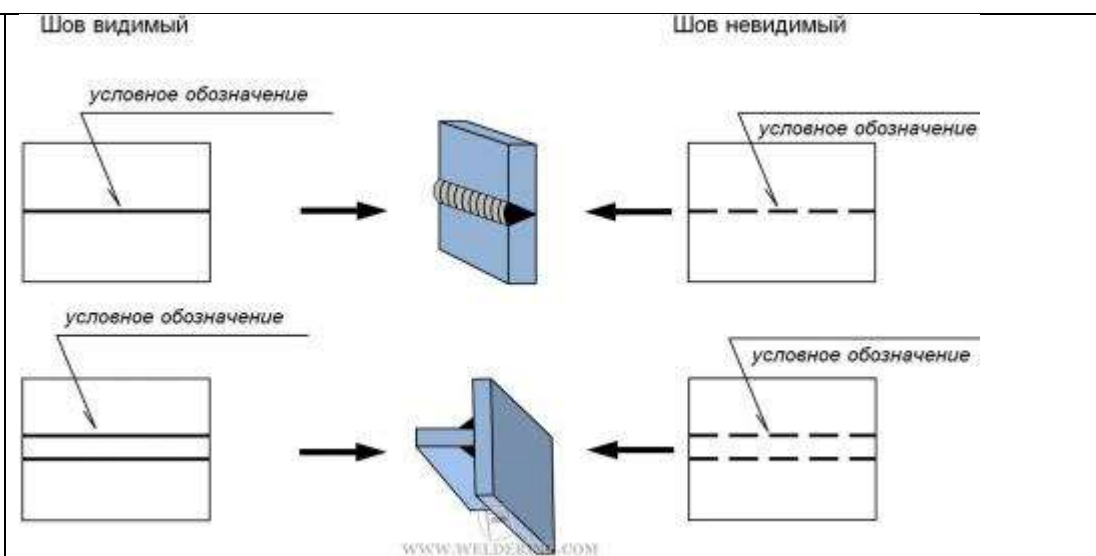 Шов видимый
Шов невидимый
условное обозначение
условное обозначение
условное обозначение
условное обозначение